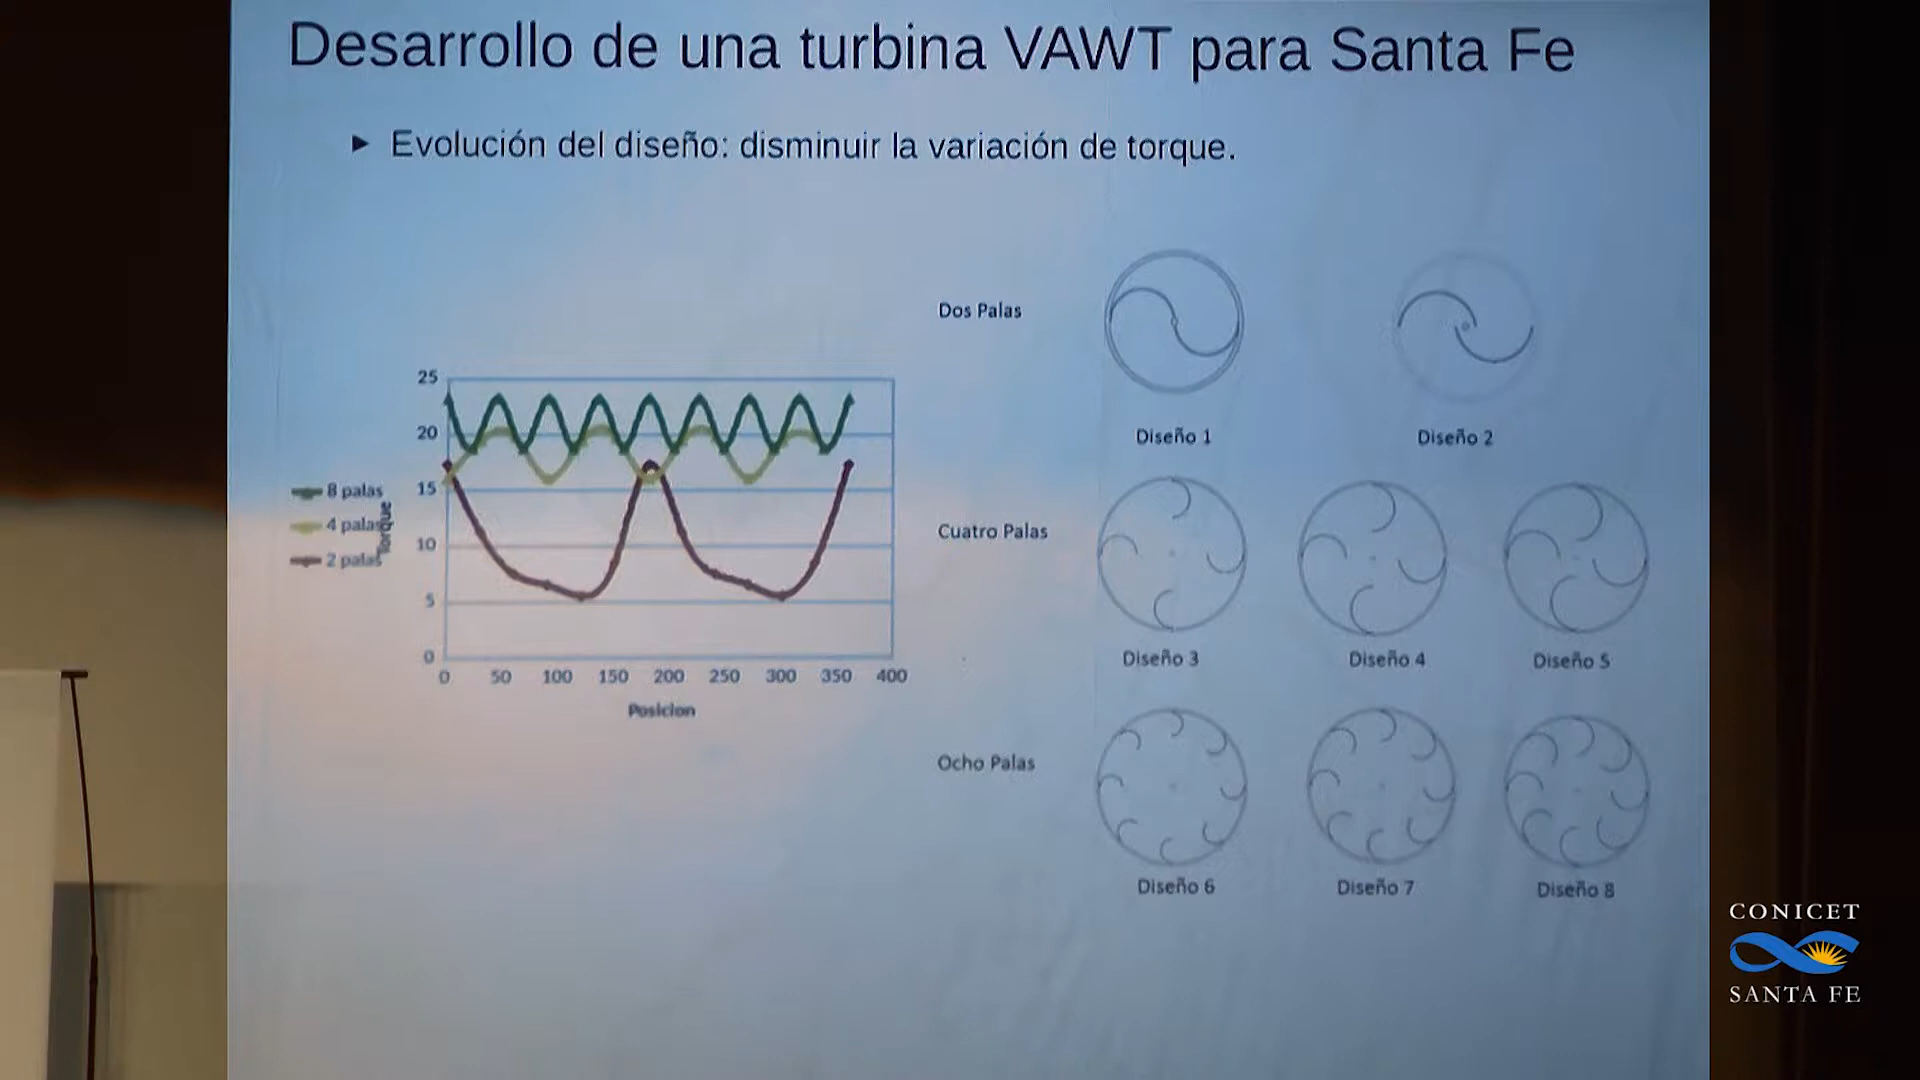 Desarrollo de una turbina VAWT para Santa Fe
► Evolución del diseño: disminuir la variación de torque.
Dos Palas
Diseño 1
Diseño 2
Cuatro Palas
Diseño 3
Diseño 4
Diseño 5
Ocho Palas
Diseño 6
Diseño 7
Diseño 8
8 palas
4 palas
2 palas
Torque
25
20
15
10
5
0
0 50 100 150 200 250 300 350 400
Posicion
CONICET
SANTA FE